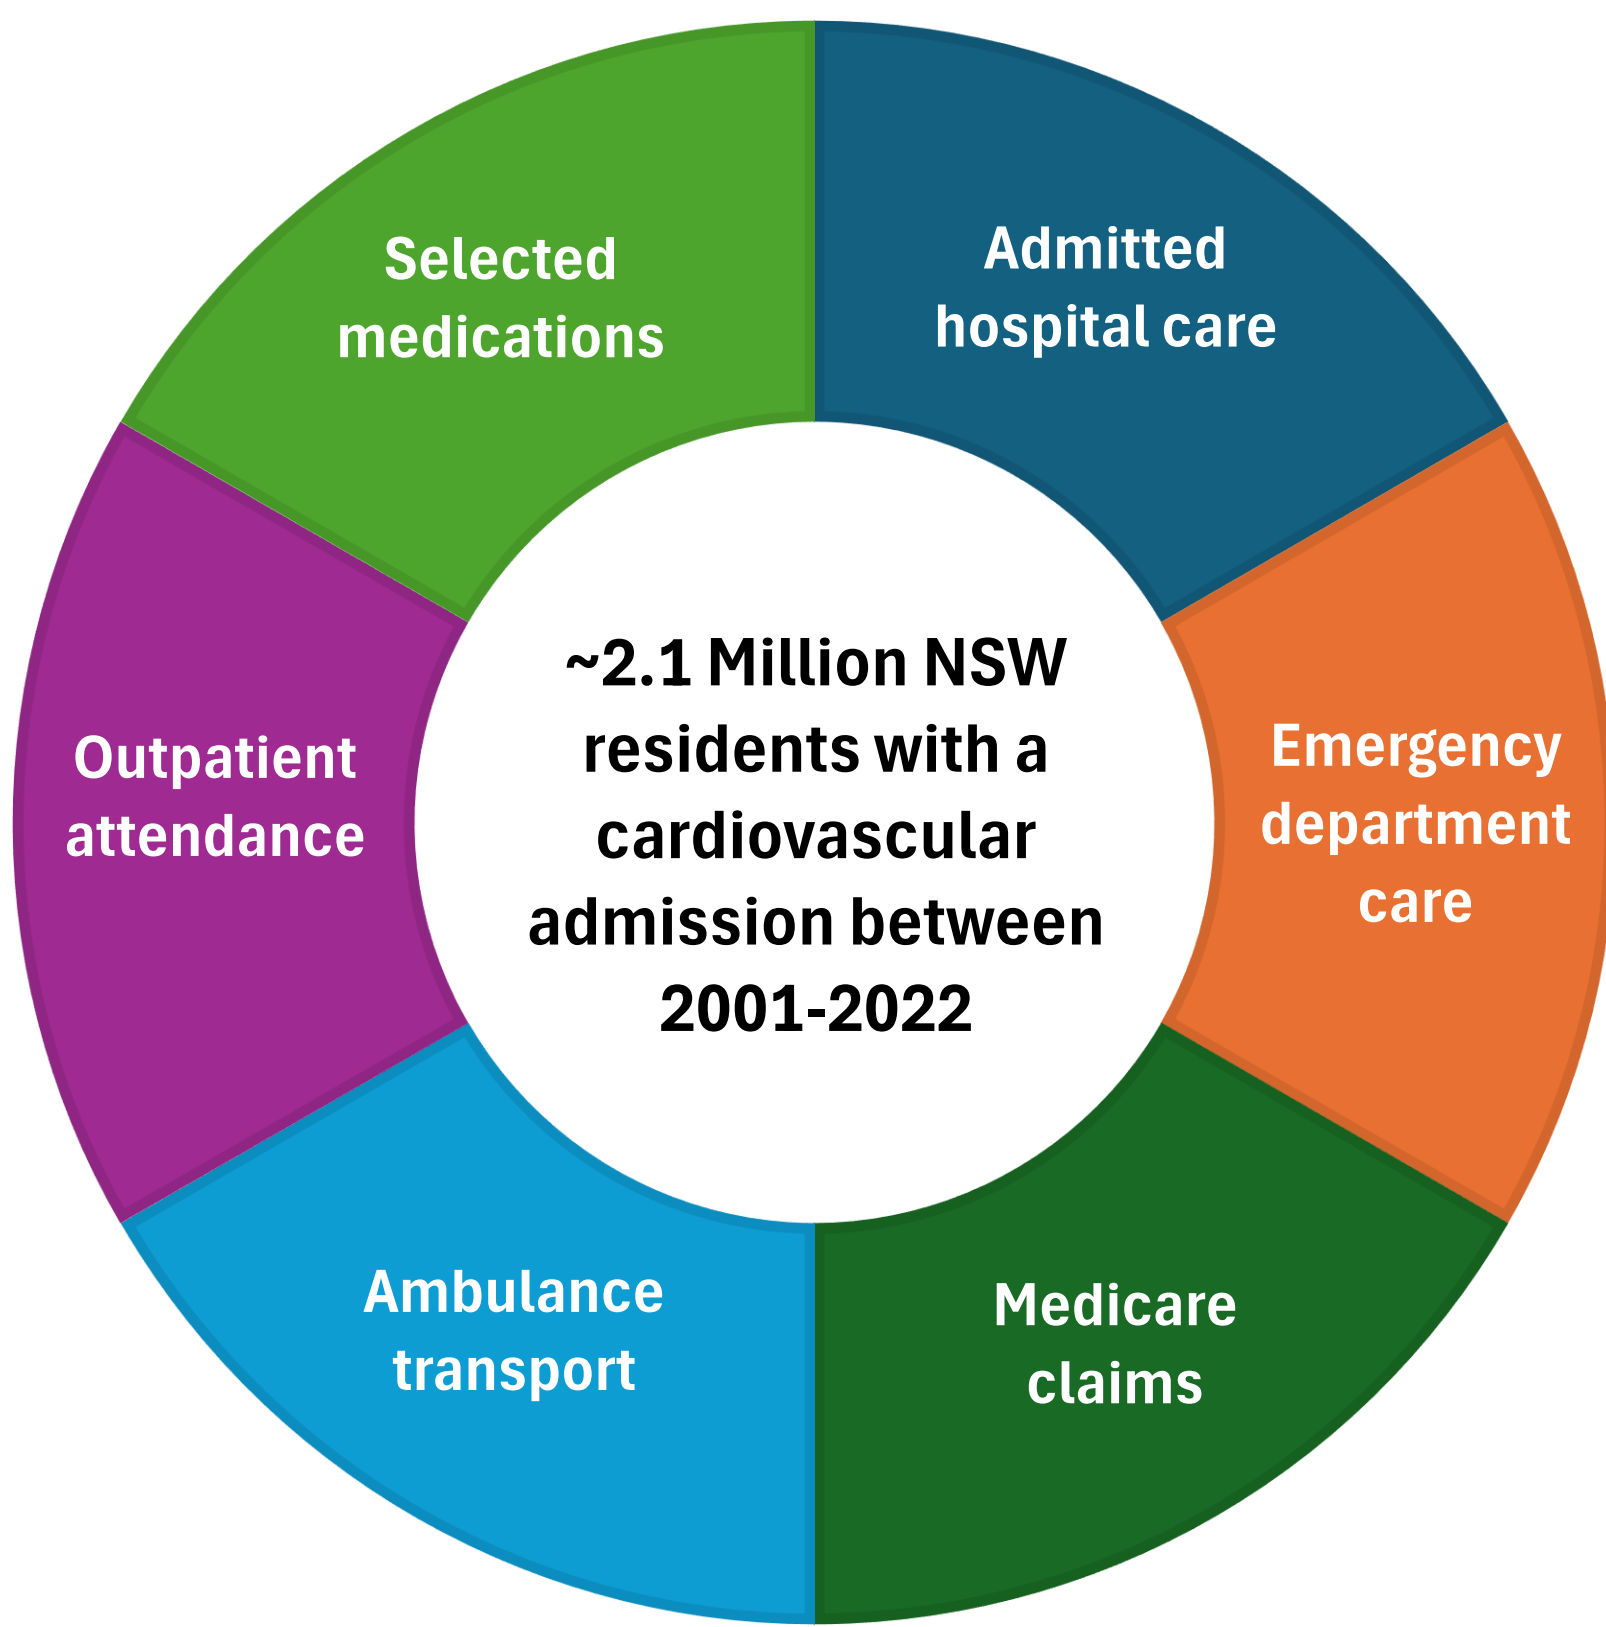 Selected
medications
Admitted
hospital care
Outpatient
attendance
~2.1 Million NSW
residents with a
cardiovascular
admission between
2001-2022
Emergency
department
care
Ambulance
transport
Medicare
claims